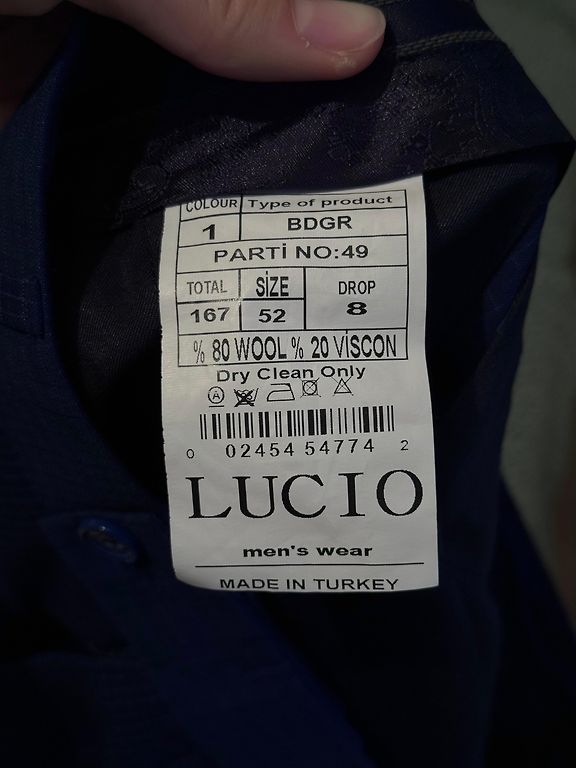 COLOUR Type of product
1 BDGR
PARTİ NO:49
TOTAL SİZE DROP
167 52 8
% 80 WOOL % 20 VİSCON
Dry Clean Only
A
0 02454 54774 2
LUCIO
men's wear
MADE IN TURKEY